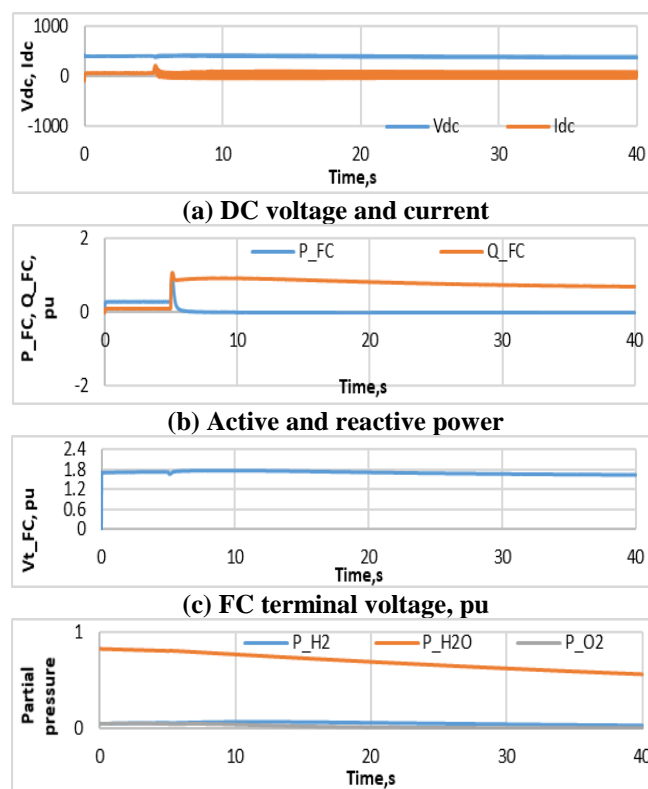 1000
0
-1000
Vdc, Idc
Vdc Idc
0 10 20 30 40
Time,s
(a) DC voltage and current
2
0
-2
P_FC, Q_FC,
pu
P_FC Q_FC
0 10 20 30 40
Time,s
(b) Active and reactive power
2.4
1.8
1.2
0.6
0
Vt_FC, pu
0 10 20 30 40
Time,s
(c) FC terminal voltage, pu
1
0
Partial
pressure
P_H2 P_H2O P_O2
0 10 20 30 40
Time,s